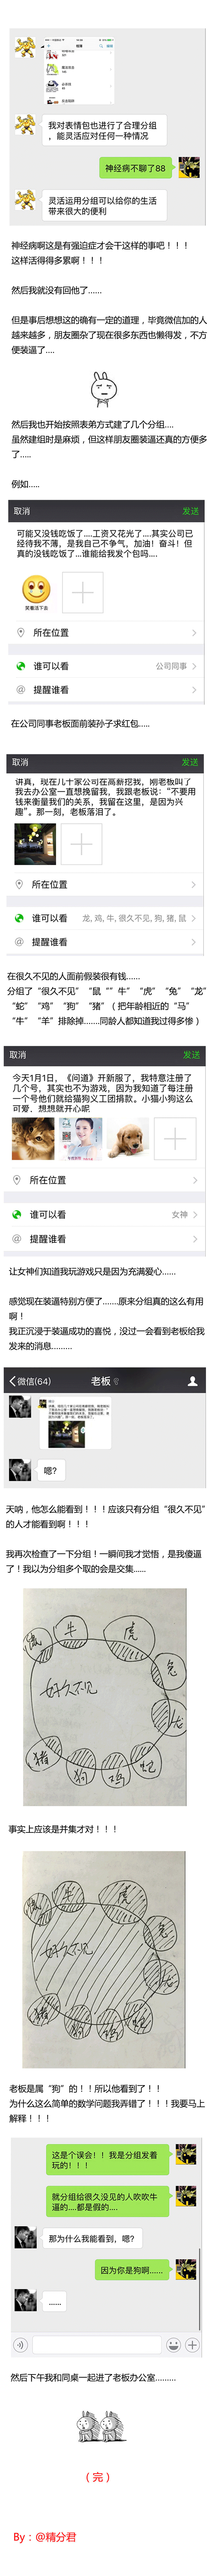 我对表情包也进行了合理分组
，能灵活应对任何一种情况
神经病不聊了88
灵活运用分组可以给你的生活
带来很大的便利
神经病啊这是有强迫症才会干这样的事吧！！！
这样活得得多累啊！！！
然后我就没有回他了......
但是事后想想这的确有一定的道理，毕竟微信加的人
越来越多，朋友圈杂了现在很多东西也懒得发，不方
便装逼了....
然后我也开始按照表弟方式建了几个分组....
虽然建组时是麻烦，但这样朋友圈装逼还真的方便多
了.....
例如.....
取消 发送
可能又没钱吃饭了....工资又花光了....其实公司已
经待我不薄，是我自己不争气，加油！奋斗！但
真的没钱吃饭了...谁能给我发个包吗....
笑着活下去
所在位置
谁可以看 公司同事
提醒谁看
在公司同事老板面前装孙子求红包.....
取消 发送
讲真，现在几十家公司在高薪挖我，刚老板叫了
我去办公室一直想挽留我，我跟老板说：“不要用
钱来衡量我们的关系，我留在这里，是因为兴
趣”。那一刻，老板落泪了。
所在位置
谁可以看 龙, 鸡, 牛, 很久不见, 狗, 猪, 鼠
提醒谁看
在很久不见的人面前假装很有钱......
分组了“很久不见” “鼠”“牛” “虎” “兔” “龙”
“蛇” “鸡” “狗” “猪”（把年龄相近的“马”
“牛” “羊”排除掉.......同龄人都知道我过得多惨）
取消 发送
今天1月1日，《问道》开新服了，我特意注册了
几个号，其实也不为游戏，因为我知道了每注册
一个号他们就给猫狗义工团捐款。小猫小狗这么
可爱，想想就开心呢
所在位置
谁可以看 女神
提醒谁看
让女神们知道我玩游戏只是因为充满爱心......
感觉现在装逼特别方便了.......原来分组真的这么有用
啊！
我正沉浸于装逼成功的喜悦，没过一会看到老板给我
发来的消息.........
微信(64) 老板
嗯?
天呐，他怎么能看到！！！应该只有分组“很久不见”
的人才能看到啊！！！
我再次检查了一下分组！一瞬间我才觉悟，是我傻逼
了！我以为分组多个取的会是交集......
鼠
牛
虎
兔
龙
蛇
鸡
狗
猪
好久不见
事实上应该是并集才对！！！
鼠
牛
虎
兔
龙
蛇
鸡
狗
猪
好久不见
老板是属“狗”的！！所以他看到了！！
为什么这么简单的数学问题我弄错了！！！我要马上
解释！！！
这是个误会！！我是分组发着
玩的！！！
就分组给很久没见的人吹吹牛
逼的....都是假的....
那为什么我能看到，嗯?
因为你是狗啊......
......
然后下午我和同桌一起进了老板办公室.........
（完）
By：@精分君